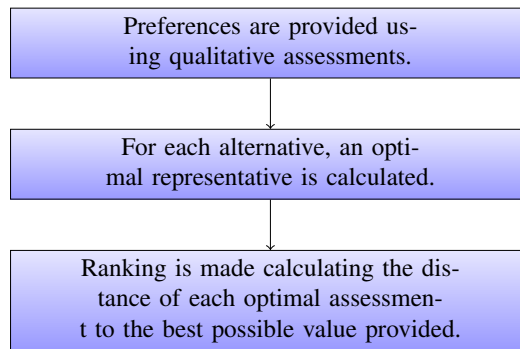 Preferences are provided us-
ing qualitative assessments.
For each alternative, an opti-
mal representative is calculated.
Ranking is made calculating the dis-
tance of each optimal assessmen-
t to the best possible value provided.